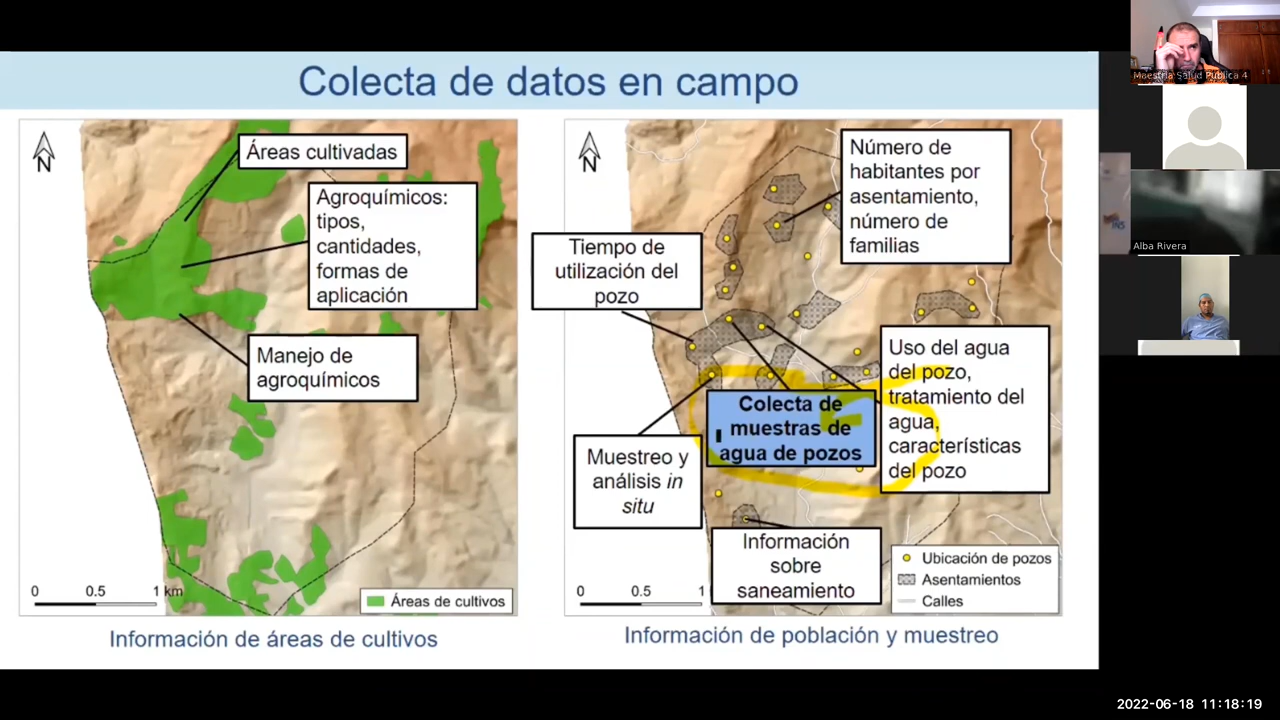 Colecta de datos en campo
N
Áreas cultivadas
Agroquímicos:
tipos,
cantidades,
formas de
aplicación
Manejo de
agroquímicos
0 0.5 1 km
Áreas de cultivos
Información de áreas de cultivos
N
Número de
habitantes por
asentamiento,
número de
familias
Tiempo de
utilización del
pozo
Uso del agua
del pozo,
tratamiento del
agua,
características
del pozo
Colecta de
muestras de
agua de pozos
Muestreo y
análisis in
situ
Información
sobre
saneamiento
0 0.5 1
Ubicación de pozos
Asentamientos
Calles
Información de población y muestreo
Maestria Salud Publica 4
INS
Alba Rivera
2022-06-18 11:18:19